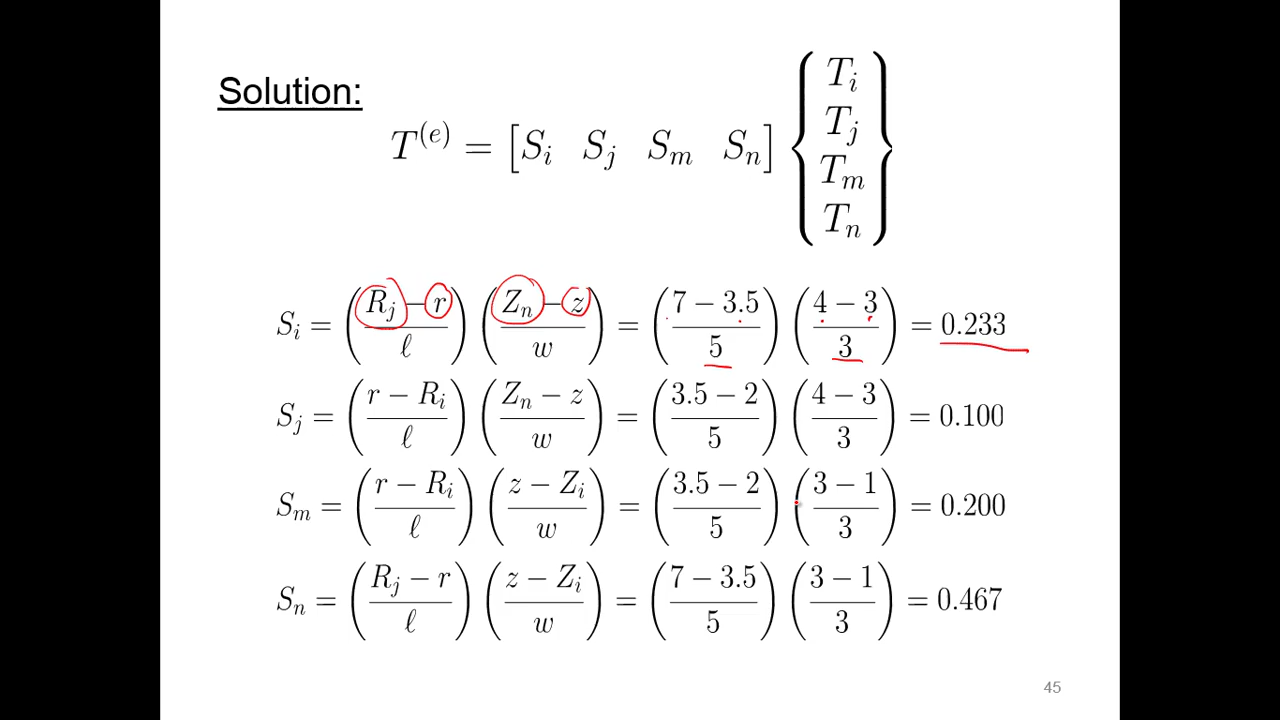 Solution:
T^(e) = [S_i S_j S_m S_n] {T_i T_j T_m T_n}
S_i = ((R_j − r)/ℓ) ((Z_n − z)/w) = ((7 − 3.5)/5) ((4 − 3)/3) = 0.233
S_j = ((r − R_i)/ℓ) ((Z_n − z)/w) = ((3.5 − 2)/5) ((4 − 3)/3) = 0.100
S_m = ((r − R_i)/ℓ) ((z − Z_i)/w) = ((3.5 − 2)/5) ((3 − 1)/3) = 0.200
S_n = ((R_j − r)/ℓ) ((z − Z_i)/w) = ((7 − 3.5)/5) ((3 − 1)/3) = 0.467
45